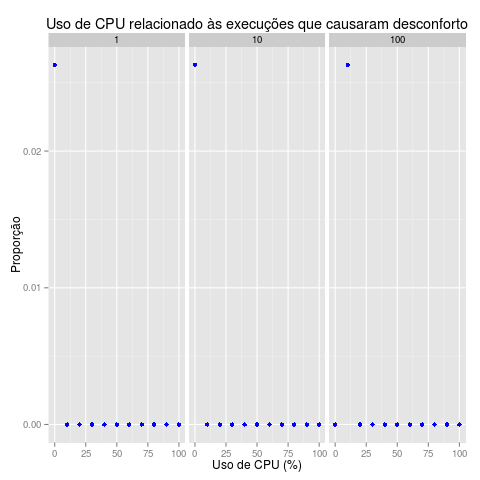 Uso de CPU relacionado às execuções que causaram desconforto
1 10 100
0.02
0.01
0.00
Proporção
0 25 50 75 100 0 25 50 75 100 0 25 50 75 100
Uso de CPU (%)